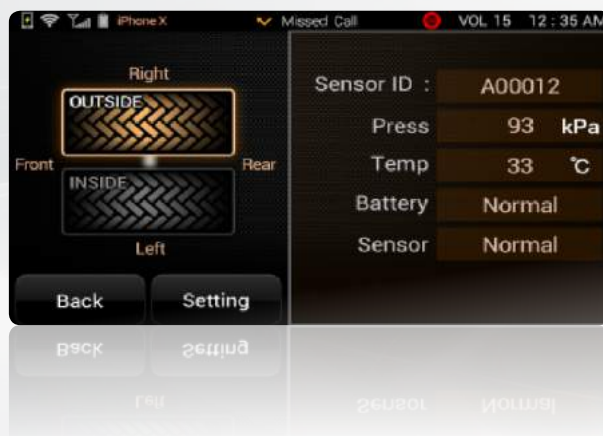 iPhone X Missed Call VOL 15 12 : 35 AM
Right
OUTSIDE
Front
Rear
INSIDE
Left
Back Setting
Sensor ID : A00012
Press 93 kPa
Temp 33 °C
Battery Normal
Sensor Normal